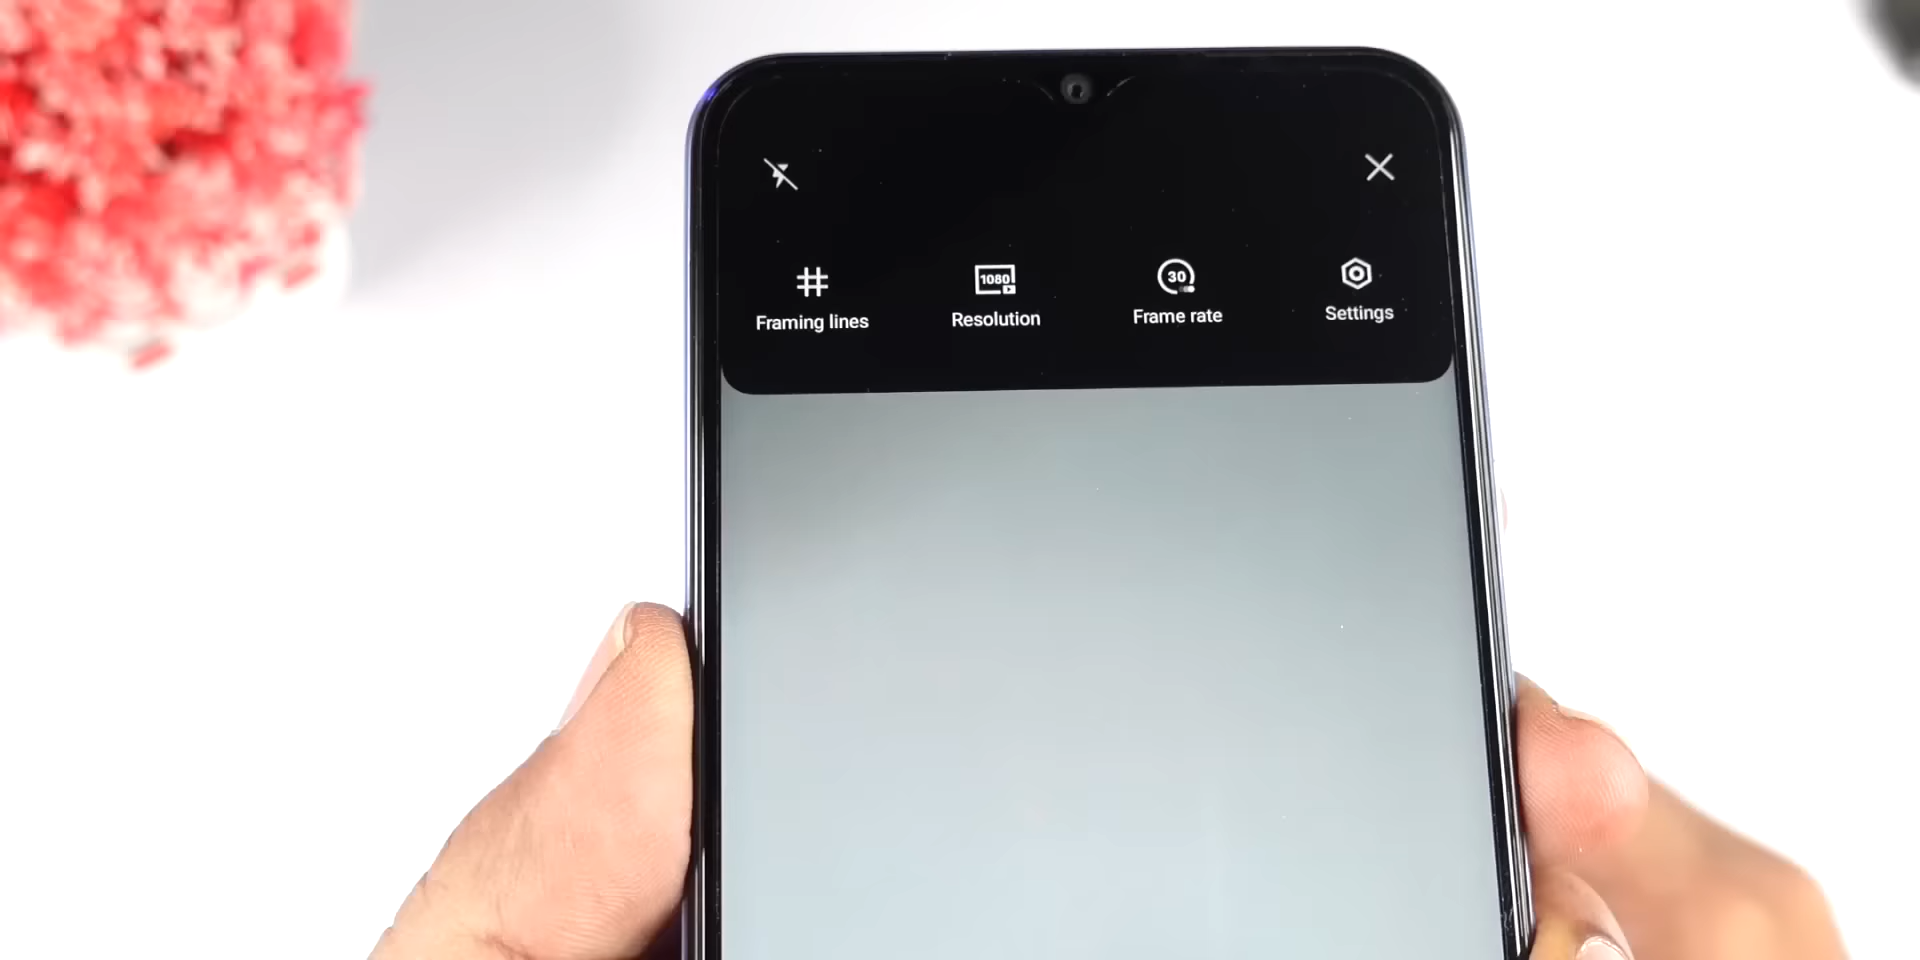 1080
30
Framing lines
Resolution
Frame rate
Settings